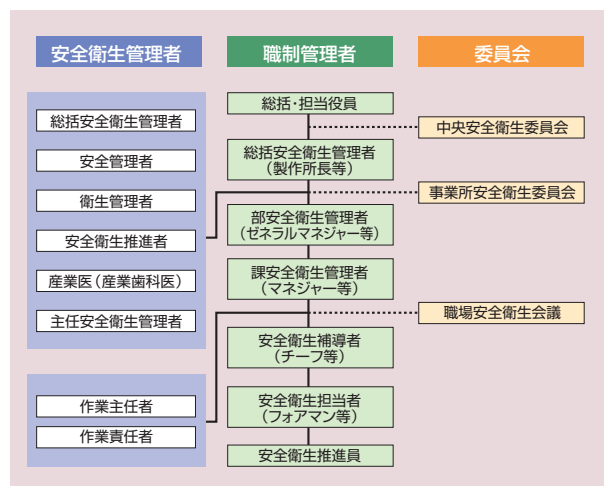 安全衛生管理者
職制管理者
委員会
総括安全衛生管理者
安全管理者
衛生管理者
安全衛生推進者
産業医(産業歯科医)
主任安全衛生管理者
作業主任者
作業責任者
総括・担当役員
総括安全衛生管理者
(製作所長等)
部安全衛生管理者
(ゼネラルマネジャー等)
課安全衛生管理者
(マネジャー等)
安全衛生補導者
(チーフ等)
安全衛生担当者
(フォアマン等)
安全衛生推進員
中央安全衛生委員会
事業所安全衛生委員会
職場安全衛生会議